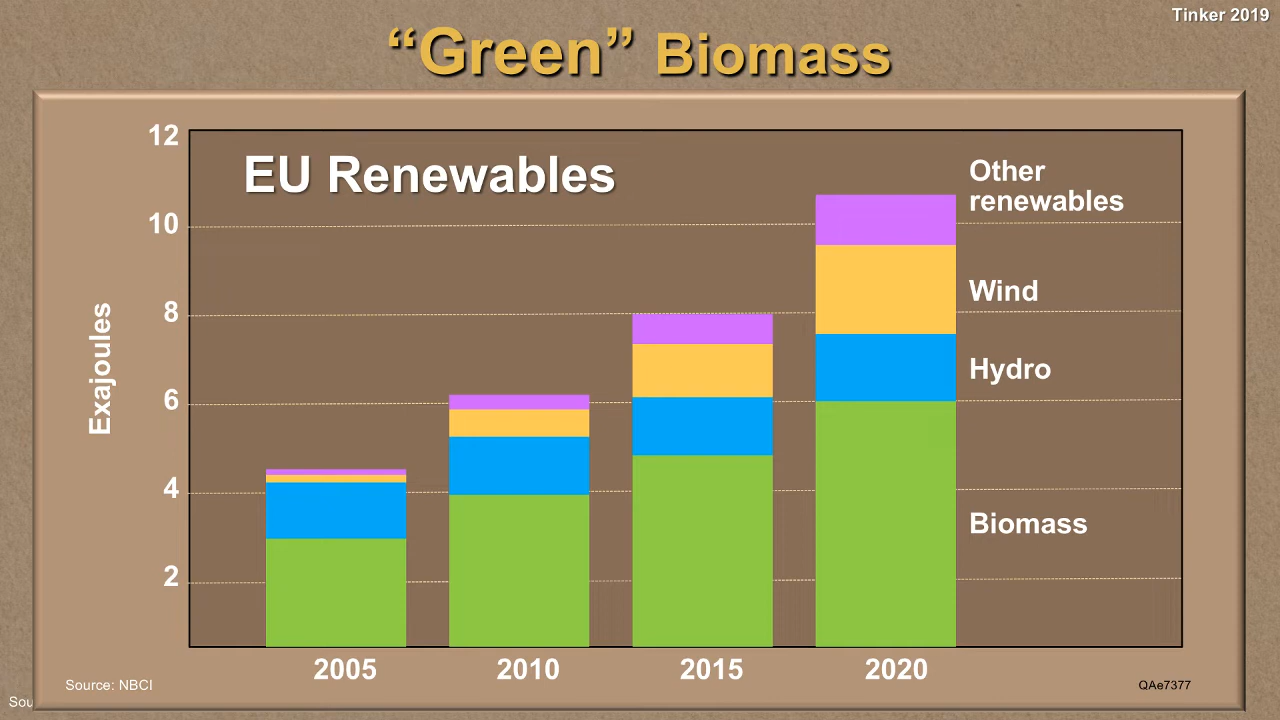 Tinker 2019
“Green” Biomass
EU Renewables
Exajoules
12
10
8
6
4
2
Other
renewables
Wind
Hydro
Biomass
2005 2010 2015 2020
Source: NBCI
QAe7377
Sou